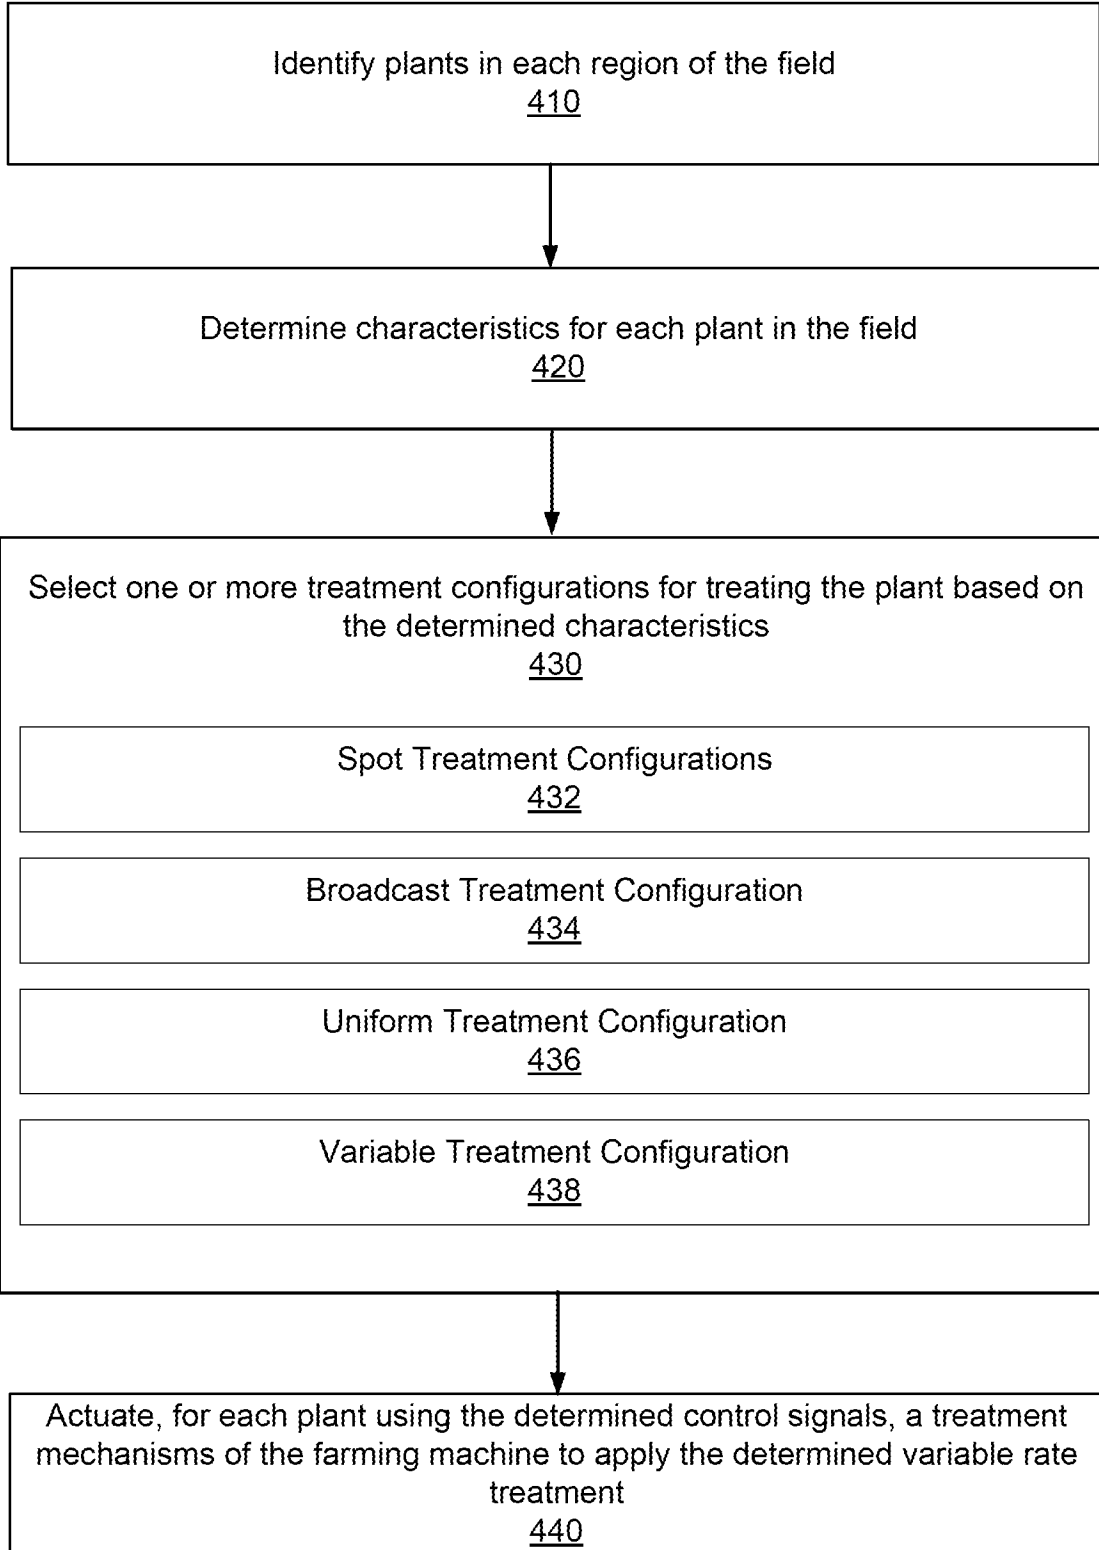 Identify plants in each region of the field
410
Determine characteristics for each plant in the field
420
Select one or more treatment configurations for treating the plant based on
the determined characteristics
430
Spot Treatment Configurations
432
Broadcast Treatment Configuration
434
Uniform Treatment Configuration
436
Variable Treatment Configuration
438
Actuate, for each plant using the determined control signals, a treatment
mechanisms of the farming machine to apply the determined variable rate
treatment
440